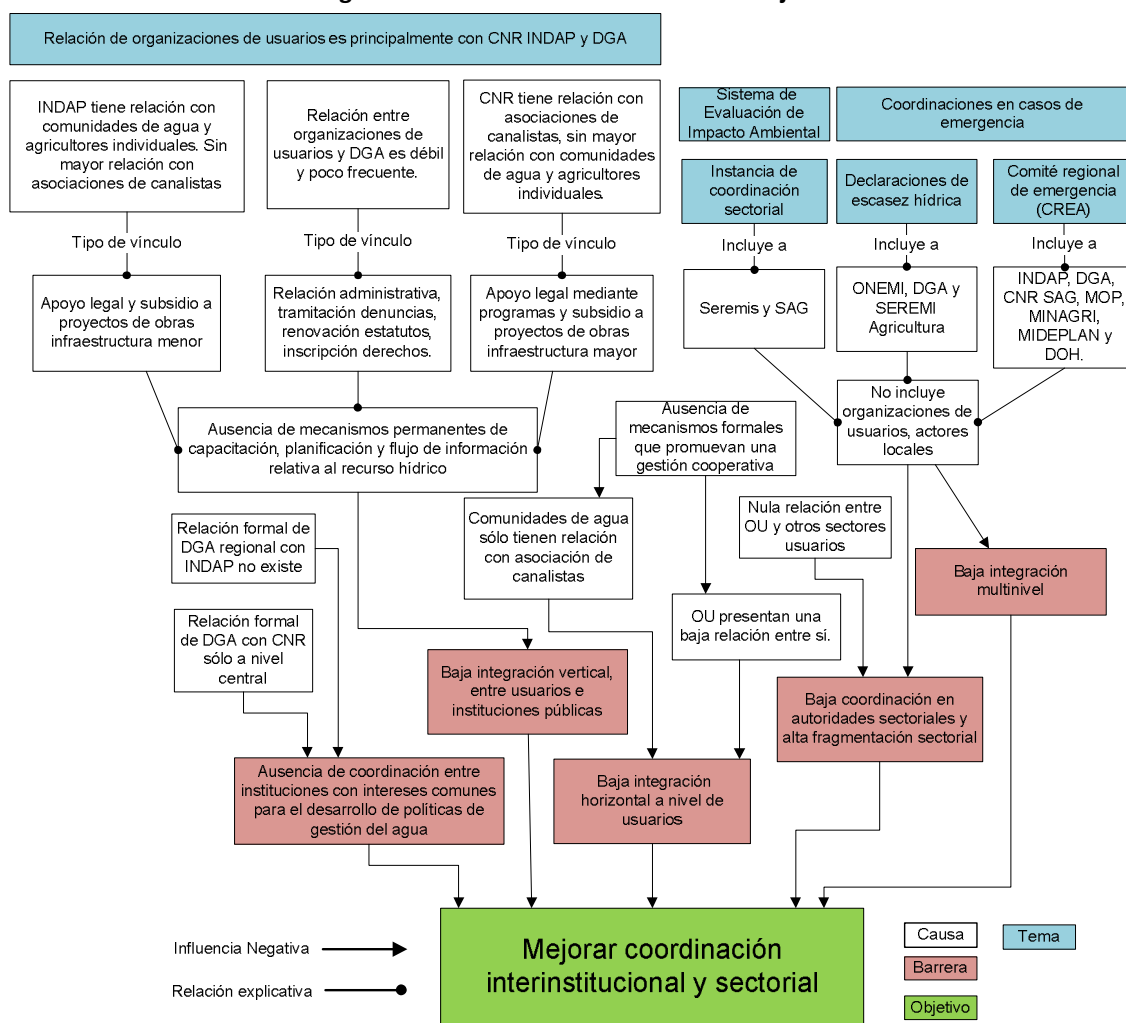 Relación de organizaciones de usuarios es principalmente con CNR INDAP y DGA
INDAP tiene relación con
comunidades de agua y
agricultores individuales. Sin
mayor relación con
asociaciones de canalistas
Relación entre
organizaciones de
usuarios y DGA es débil
y poco frecuente.
CNR tiene relación con
asociaciones de
canalistas, sin mayor
relación con comunidades
de agua y agricultores
individuales.
Sistema de
Evaluación de
Impacto Ambiental
Coordinaciones en casos de
emergencia
Instancia de
coordinación
sectorial
Declaraciones de
escasez hídrica
Comité regional
de emergencia
(CREA)
Tipo de vínculo
Tipo de vínculo
Tipo de vínculo
Incluye a
Incluye a
Incluye a
Apoyo legal y subsidio a
proyectos de obras
infraestructura menor
Relación administrativa,
tramitación denuncias,
renovación estatutos,
inscripción derechos.
Apoyo legal mediante
programas y subsidio a
proyectos de obras
infraestructura mayor
Seremis y SAG
ONEMI, DGA y
SEREMI
Agricultura
INDAP, DGA,
CNR SAG, MOP,
MINAGRI,
MIDEPLAN y
DOH.
Ausencia de mecanismos permanentes de
capacitación, planificación y flujo de información
relativa al recurso hídrico
Ausencia de
mecanismos formales
que promuevan una
gestión cooperativa
No incluye
organizaciones de
usuarios, actores
locales
Relación formal de
DGA regional con
INDAP no existe
Comunidades de agua
sólo tienen relación
con asociación de
canalistas
Nula relación entre
OU y otros sectores
usuarios
Baja integración
multinivel
Relación formal
de DGA con CNR
sólo a nivel
central
OU presentan una
baja relación entre sí.
Baja integración vertical,
entre usuarios e
instituciones públicas
Baja coordinación en
autoridades sectoriales y
alta fragmentación sectorial
Ausencia de coordinación entre
instituciones con intereses comunes
para el desarrollo de políticas de
gestión del agua
Baja integración
horizontal a nivel de
usuarios
Mejorar coordinación
interinstitucional y sectorial
Influencia Negativa
Relación explicativa
Causa
Tema
Barrera
Objetivo